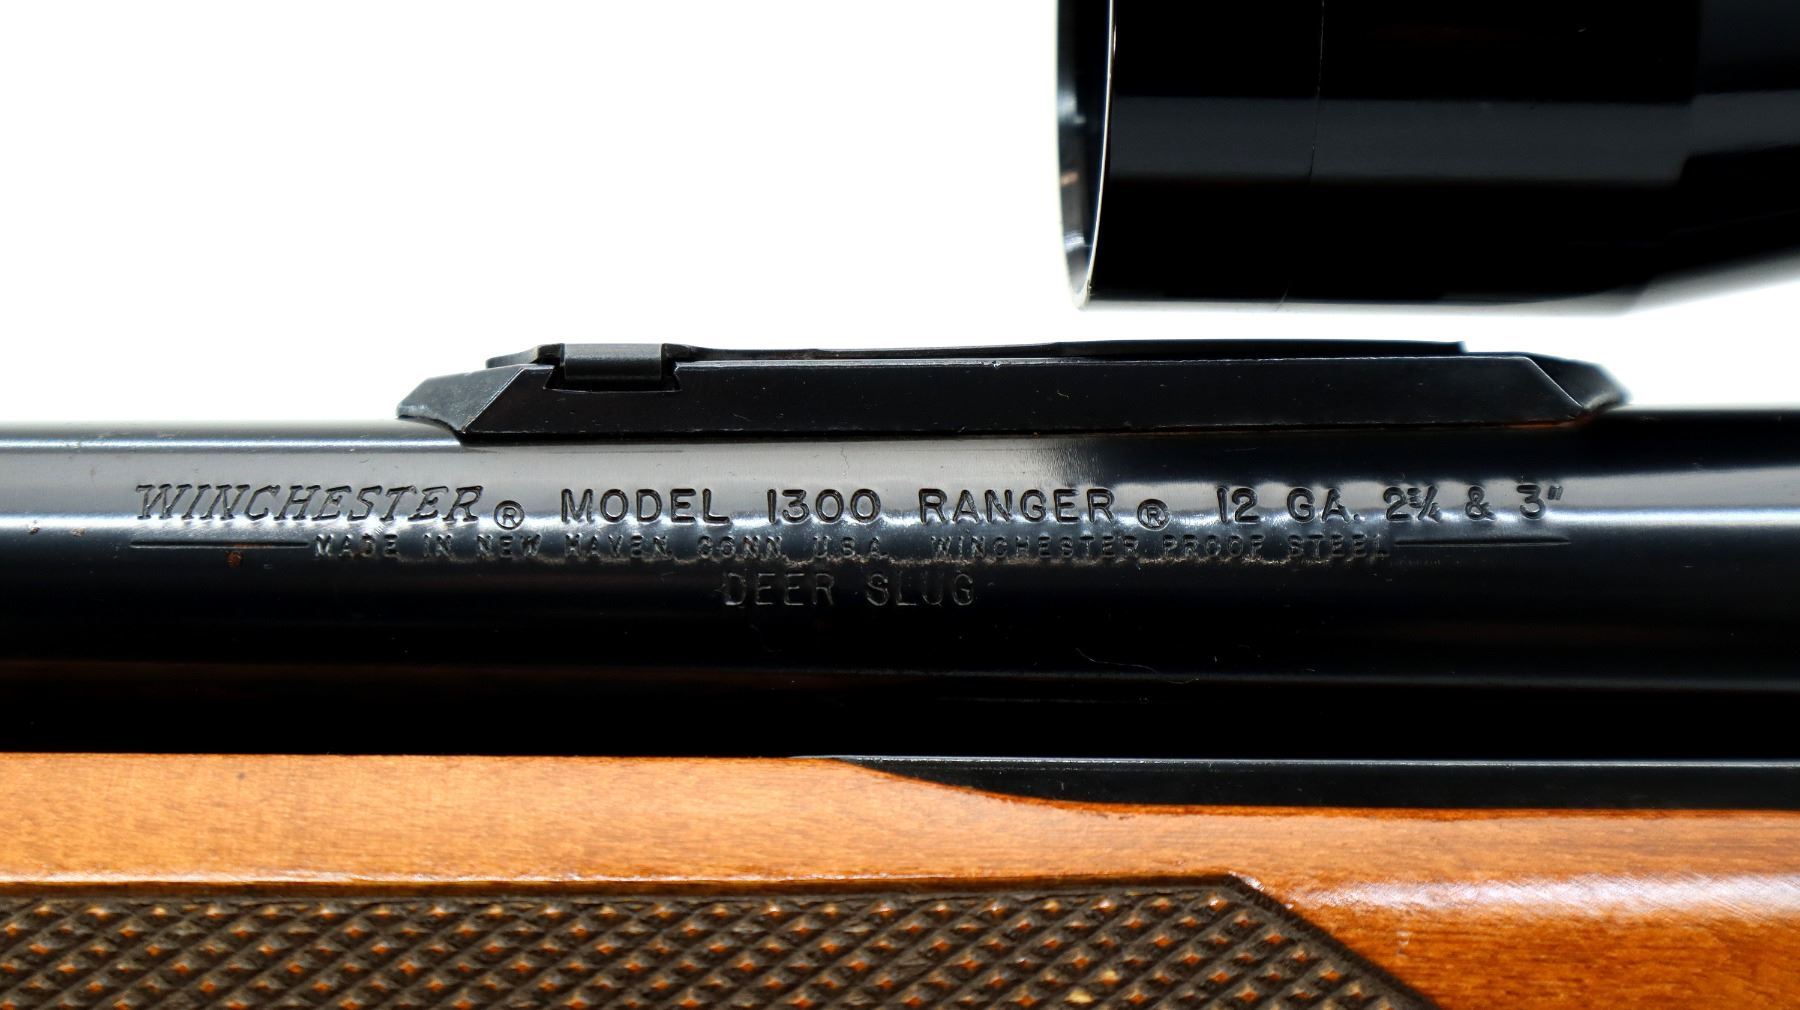 WINCHESTER® MODEL 1300 RANGER® 12 GA. 2¾ & 3"
MADE IN NEW HAVEN, CONN. U.S.A. WINCHESTER PROOF STEEL
DEER SLUG